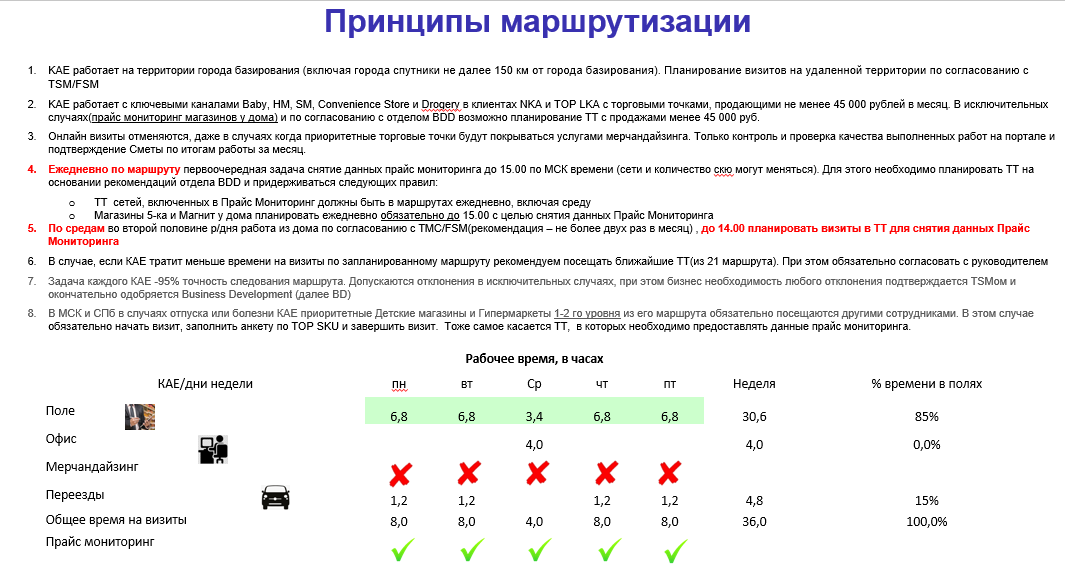 Принципы маршрутизации
1. KAE работает на территории города базирования (включая города спутники не далее 150 км от города базирования). Планирование визитов на удаленной территории по согласованию с
TSM/FSM
2. KAE работает с ключевыми каналами Baby, HM, SM, Convenience Store и Drogery в клиентах NKA и TOP LKA с торговыми точками, продающими не менее 45 000 рублей в месяц. В исключительных
случаях(прайс мониторинг магазинов у дома) и по согласованию с отделом BDD возможно планирование ТТ с продажами менее 45 000 руб.
3. Онлайн визиты отменяются, даже в случаях когда приоритетные торговые точки будут покрываться услугами мерчандайзинга. Только контроль и проверка качества выполненных работ на портале и
подтверждение Сметы по итогам работы за месяц.
4. Ежедневно по маршруту первоочередная задача снятие данных прайс мониторинга до 15.00 по МСК времени (сети и количество скю могут меняться). Для этого необходимо планировать ТТ на
основании рекомендаций отдела BDD и придерживаться следующих правил:
o ТТ сетей, включенных в Прайс Мониторинг должны быть в маршрутах ежедневно, включая среду
o Магазины 5-ка и Магнит у дома планировать ежедневно обязательно до 15.00 с целью снятия данных Прайс Мониторинга
5. По средам во второй половине р/дня работа из дома по согласованию с ТМС/FSM(рекомендация – не более двух раз в месяц) , до 14.00 планировать визиты в ТТ для снятия данных Прайс
Мониторинга
6. В случае, если КАЕ тратит меньше времени на визиты по запланированному маршруту рекомендуем посещать ближайшие ТТ(из 21 маршрута). При этом обязательно согласовать с руководителем
7. Задача каждого KAE -95% точность следования маршрута. Допускаются отклонения в исключительных случаях, при этом бизнес необходимость любого отклонения подтверждается TSMом и
окончательно одобряется Business Development (далее BD)
8. В МСК и СПб в случаях отпуска или болезни КАЕ приоритетные Детские магазины и Гипермаркеты 1-2 го уровня из его маршрута обязательно посещаются другими сотрудниками. В этом случае
обязательно начать визит, заполнить анкету по TOP SKU и завершить визит. Тоже самое касается ТТ, в которых необходимо предоставлять данные прайс мониторинга.
Рабочее время, в часах
КАЕ/дни недели пн вт Ср чт пт Неделя % времени в полях
Поле 6,8 6,8 3,4 6,8 6,8 30,6 85%
Офис 4,0 4,0 0,0%
Мерчандайзинг
Переезды 1,2 1,2 1,2 1,2 4,8 15%
Общее время на визиты 8,0 8,0 4,0 8,0 8,0 36,0 100,0%
Прайс мониторинг